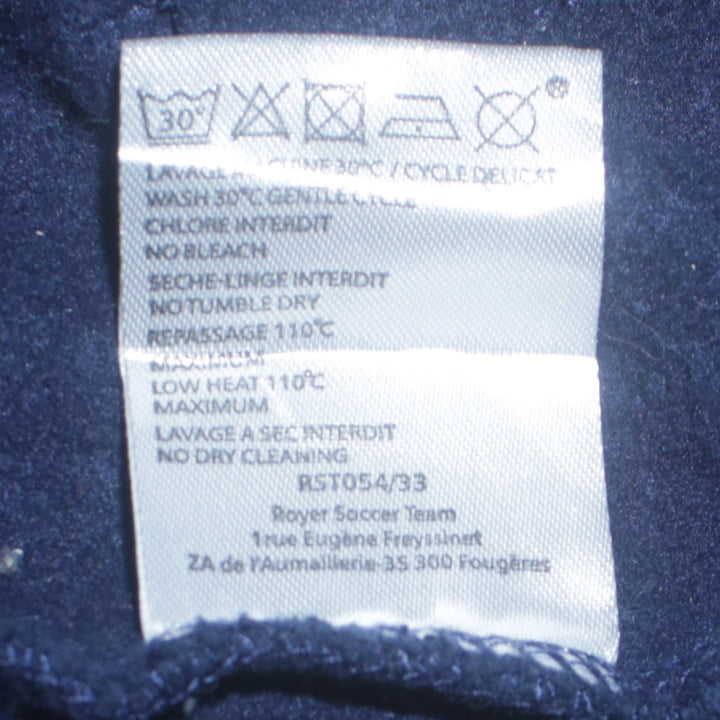 30°
LAVAGE A MACHINE 30°C / CYCLE DELICAT
WASH 30°C GENTLE CYCLE
CHLORE INTERDIT
NO BLEACH
SECHE-LINGE INTERDIT
NO TUMBLE DRY
REPASSAGE 110°C
MAXIMUM
LOW HEAT 110°C
MAXIMUM
LAVAGE A SEC INTERDIT
NO DRY CLEANING
RST054/33
Royer Soccer Team
1 rue Eugène Freyssinet
ZA de l'Aumaillerie-35 300 Fougères